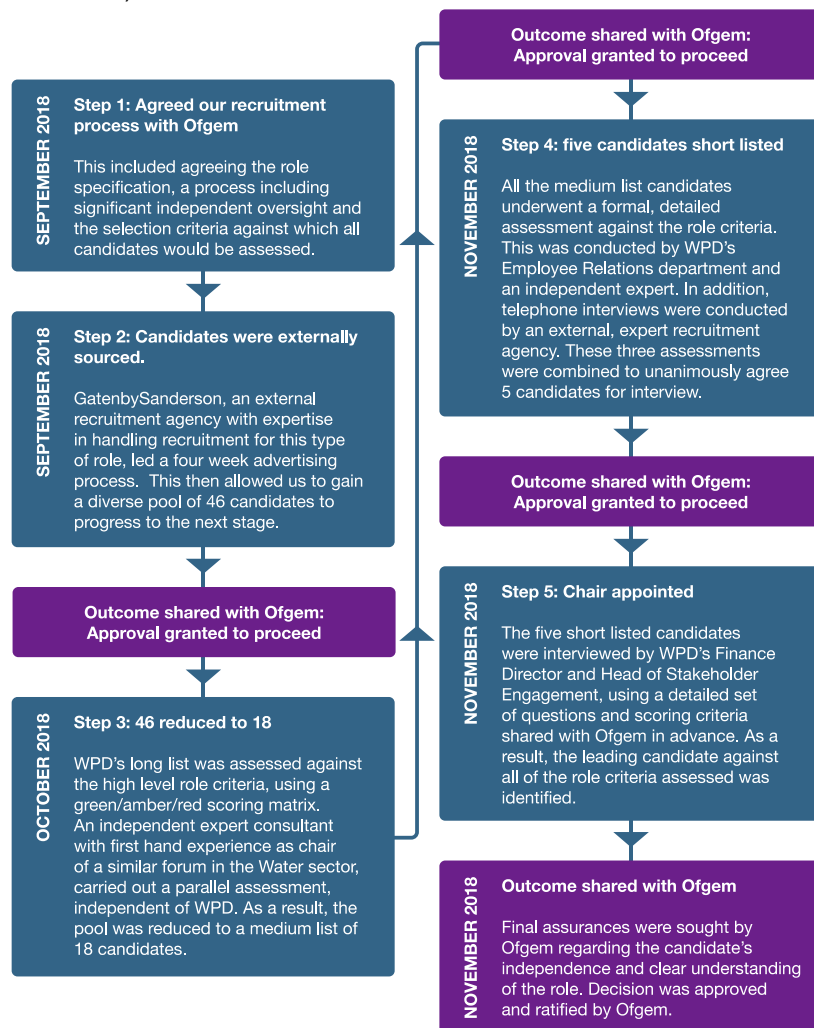 SEPTEMBER 2018
Step 1: Agreed our recruitment
process with Ofgem
This included agreeing the role
specification, a process including
significant independent oversight and
the selection criteria against which all
candidates would be assessed.
SEPTEMBER 2018
Step 2: Candidates were externally
sourced.
GatenbySanderson, an external
recruitment agency with expertise
in handling recruitment for this type
of role, led a four week advertising
process.  This then allowed us to gain
a diverse pool of 46 candidates to
progress to the next stage.
Outcome shared with Ofgem:
Approval granted to proceed
OCTOBER 2018
Step 3: 46 reduced to 18
WPD’s long list was assessed against
the high level role criteria, using a
green/amber/red scoring matrix.
An independent expert consultant
with first hand experience as chair
of a similar forum in the Water sector,
carried out a parallel assessment,
independent of WPD. As a result, the
pool was reduced to a medium list of
18 candidates.
Outcome shared with Ofgem:
Approval granted to proceed
NOVEMBER 2018
Step 4: five candidates short listed
All the medium list candidates
underwent a formal, detailed
assessment against the role criteria.
This was conducted by WPD’s
Employee Relations department and
an independent expert. In addition,
telephone interviews were conducted
by an external, expert recruitment
agency. These three assessments
were combined to unanimously agree
5 candidates for interview.
Outcome shared with Ofgem:
Approval granted to proceed
NOVEMBER 2018
Step 5: Chair appointed
The five short listed candidates
were interviewed by WPD’s Finance
Director and Head of Stakeholder
Engagement, using a detailed set
of questions and scoring criteria
shared with Ofgem in advance. As a
result, the leading candidate against
all of the role criteria assessed was
identified.
NOVEMBER 2018
Outcome shared with Ofgem
Final assurances were sought by
Ofgem regarding the candidate’s
independence and clear understanding
of the role. Decision was approved
and ratified by Ofgem.